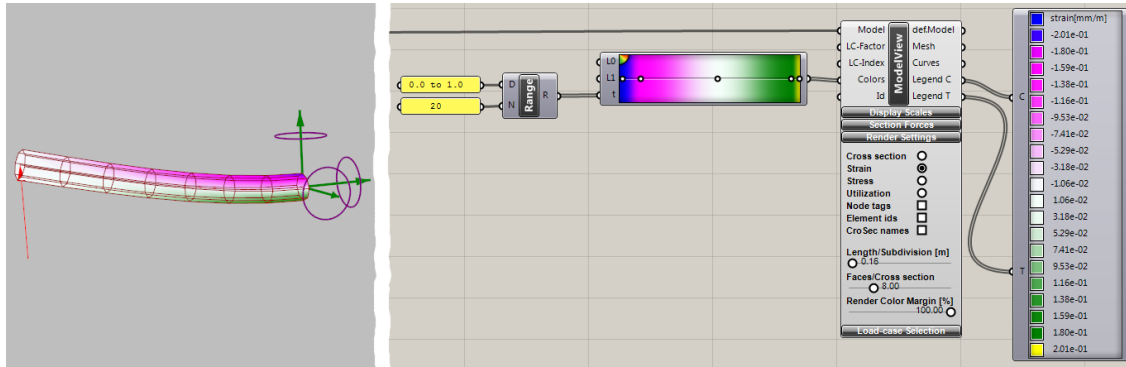 0.0 to 1.0
20
D
N
Range
R
L0
L1
t
Model
LC-Factor
LC-Index
Colors
Id
ModelView
def.Model
Mesh
Curves
Legend C
Legend T
Display Scales
Section Forces
Render Settings
Cross section
Strain
Stress
Utilization
Node tags
Element ids
CroSec names
Length/Subdivision [m]
0.16
Faces/Cross section
8.00
Render Color Margin [%]
100.00
Load-case Selection
C
T
strain[mm/m]
-2.01e-01
-1.80e-01
-1.59e-01
-1.38e-01
-1.16e-01
-9.53e-02
-7.41e-02
-5.29e-02
-3.18e-02
-1.06e-02
1.06e-02
3.18e-02
5.29e-02
7.41e-02
9.53e-02
1.16e-01
1.38e-01
1.59e-01
1.80e-01
2.01e-01